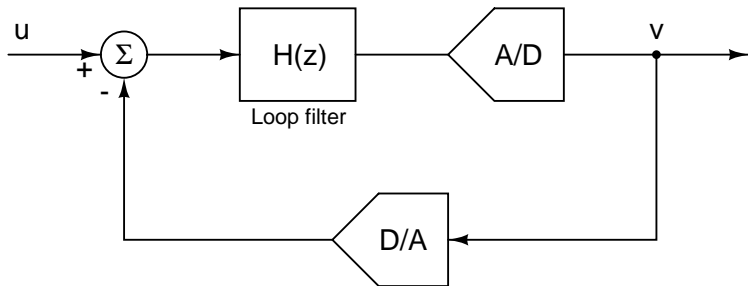 u
+
-
Σ
H(z)
Loop filter
A/D
v
D/A